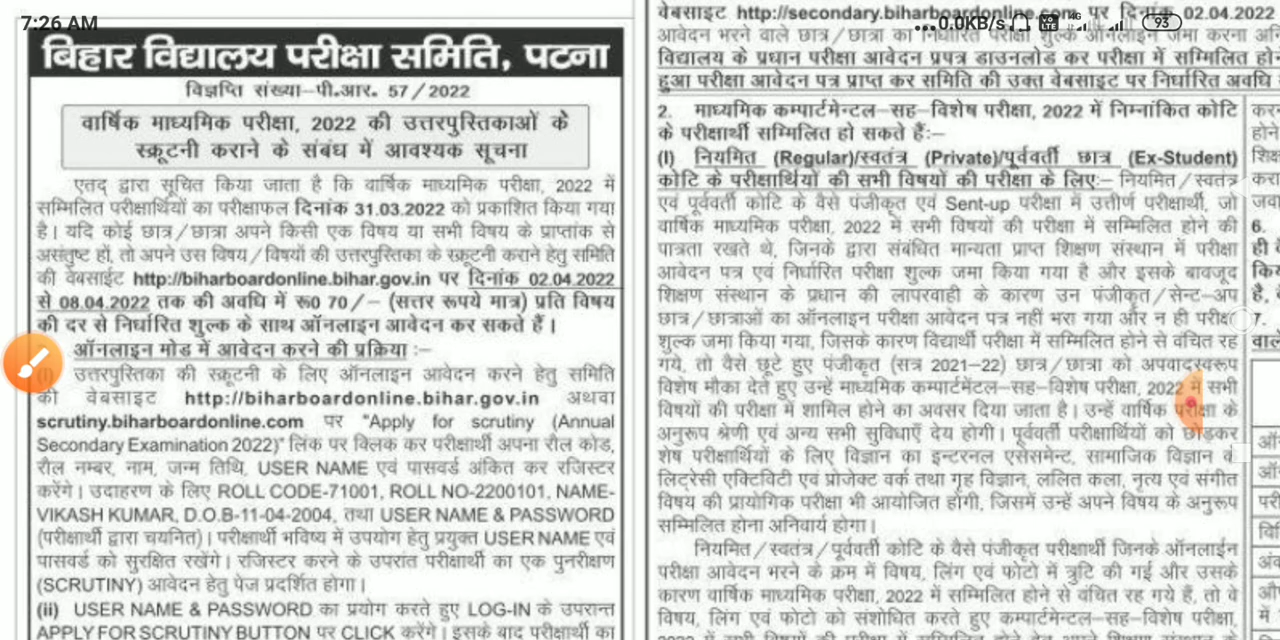 7:26 AM
...0.0KB/s
VO LTE
4G
93
बिहार विद्यालय परीक्षा समिति, पटना
विज्ञप्ति संख्या–पी.आर. 57/2022
वार्षिक माध्यमिक परीक्षा, 2022 की उत्तरपुस्तिकाओं के
स्क्रूटनी कराने के संबंध में आवश्यक सूचना
एतद् द्वारा सूचित किया जाता है कि वार्षिक माध्यमिक परीक्षा, 2022 में
सम्मिलित परीक्षार्थियों का परीक्षाफल दिनांक 31.03.2022 को प्रकाशित किया गया
है। यदि कोई छात्र/छात्रा अपने किसी एक विषय या सभी विषय के प्राप्तांक से
असंतुष्ट हों, तो अपने उस विषय/विषयों की उत्तरपुस्तिका के स्क्रूटनी कराने हेतु समिति
की वेबसाईट http://biharboardonline.bihar.gov.in पर दिनांक 02.04.2022
से 08.04.2022 तक की अवधि में रू0 70/– (सत्तर रूपये मात्र) प्रति विषय
की दर से निर्धारित शुल्क के साथ ऑनलाइन आवेदन कर सकते हैं।
ऑनलाइन मोड में आवेदन करने की प्रक्रिया :–
(i) उत्तरपुस्तिका की स्क्रूटनी के लिए ऑनलाइन आवेदन करने हेतु समिति
की वेबसाइट http://biharboardonline.bihar.gov.in अथवा
scrutiny.biharboardonline.com पर "Apply for scrutiny (Annual
Secondary Examination 2022)" लिंक पर क्लिक कर परीक्षार्थी अपना रौल कोड,
रौल नम्बर, नाम, जन्म तिथि, USER NAME एवं पासवर्ड अंकित कर रजिस्टर
करेंगे। उदाहरण के लिए ROLL CODE-71001, ROLL NO-2200101, NAME-
VIKASH KUMAR, D.O.B-11-04-2004, तथा USER NAME & PASSWORD
(परीक्षार्थी द्वारा चयनित)। परीक्षार्थी भविष्य में उपयोग हेतु प्रयुक्त USER NAME एवं
पासवर्ड को सुरक्षित रखेंगे। रजिस्टर करने के उपरांत परीक्षार्थी का एक पुनरीक्षण
(SCRUTINY) आवेदन हेतु पेज प्रदर्शित होगा।
(ii) USER NAME & PASSWORD का प्रयोग करते हुए LOG-IN के उपरान्त
APPLY FOR SCRUTINY BUTTON पर CLICK करेंगे। इसके बाद परीक्षार्थी का
वेबसाइट http://secondary.biharboardonline.com पर दिनांक 02.04.2022
आवेदन भरने वाले छात्र/छात्रा का निर्धारित परीक्षा शुल्क ऑनलाइन जमा करना
विद्यालय के प्रधान परीक्षा आवेदन प्रपत्र डाउनलोड कर परीक्षा में सम्मिलित
हुआ परीक्षा आवेदन पत्र प्राप्त कर समिति की उक्त वेबसाइट पर निर्धारित अवधि
2. माध्यमिक कम्पार्टमेन्टल–सह–विशेष परीक्षा, 2022 में निम्नांकित कोटि
के परीक्षार्थी सम्मिलित हो सकते हैं:–
(I) नियमित (Regular)/स्वतंत्र (Private)/पूर्ववर्ती छात्र (Ex-Student)
कोटि के परीक्षार्थियों की सभी विषयों की परीक्षा के लिए:– नियमित/स्वतंत्र
एवं पूर्ववर्ती कोटि के वैसे पंजीकृत एवं Sent-up परीक्षा में उत्तीर्ण परीक्षार्थी, जो
वार्षिक माध्यमिक परीक्षा, 2022 में सभी विषयों की परीक्षा में सम्मिलित होने की
पात्रता रखते थे, जिनके द्वारा संबंधित मान्यता प्राप्त शिक्षण संस्थान में परीक्षा
आवेदन पत्र एवं निर्धारित परीक्षा शुल्क जमा किया गया है और इसके बावजूद
शिक्षण संस्थान के प्रधान की लापरवाही के कारण उन पंजीकृत/सेन्ट–अप
छात्र/छात्राओं का ऑनलाइन परीक्षा आवेदन पत्र नहीं भरा गया और न ही परीक्षा
शुल्क जमा किया गया, जिसके कारण विद्यार्थी परीक्षा में सम्मिलित होने से वंचित रह
गये, तो वैसे छूटे हुए पंजीकृत (सत्र 2021–22) छात्र/छात्रा को अपवादस्वरूप
विशेष मौका देते हुए उन्हें माध्यमिक कम्पार्टमेंटल–सह–विशेष परीक्षा, 2022 में सभी
विषयों की परीक्षा में शामिल होने का अवसर दिया जाता है। उन्हें वार्षिक परीक्षा के
अनुरूप श्रेणी एवं अन्य सभी सुविधाएँ देय होगी। पूर्ववर्ती परीक्षार्थियों को छोड़कर
शेष परीक्षार्थियों के लिए विज्ञान का इन्टरनल एसेसमेन्ट, सामाजिक विज्ञान के
लिट्रेसी एक्टिविटी एवं प्रोजेक्ट वर्क तथा गृह विज्ञान, ललित कला, नृत्य एवं संगीत
विषय की प्रायोगिक परीक्षा भी आयोजित होगी, जिसमें उन्हें अपने विषय के अनुरूप
सम्मिलित होना अनिवार्य होगा।
नियमित/स्वतंत्र/पूर्ववर्ती कोटि के वैसे पंजीकृत परीक्षार्थी जिनके ऑनलाईन
परीक्षा आवेदन भरने के क्रम में विषय, लिंग एवं फोटो में त्रुटि की गई और उसके
कारण वार्षिक माध्यमिक परीक्षा, 2022 में सम्मिलित होने से वंचित रह गये हैं, तो वे
विषय, लिंग एवं फोटो को संशोधित करते हुए कम्पार्टमेन्टल–सह–विशेष परीक्षा,
6.
7.